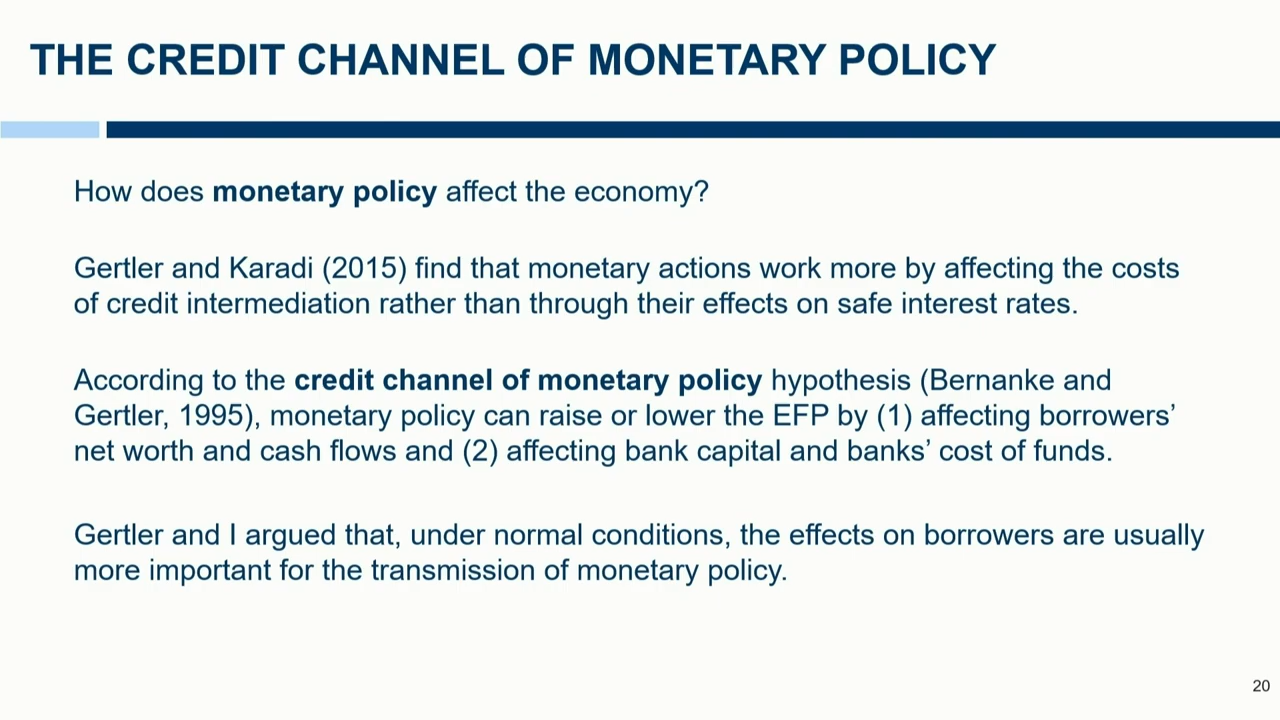 THE CREDIT CHANNEL OF MONETARY POLICY
How does monetary policy affect the economy?
Gertler and Karadi (2015) find that monetary actions work more by affecting the costs
of credit intermediation rather than through their effects on safe interest rates.
According to the credit channel of monetary policy hypothesis (Bernanke and
Gertler, 1995), monetary policy can raise or lower the EFP by (1) affecting borrowers’
net worth and cash flows and (2) affecting bank capital and banks’ cost of funds.
Gertler and I argued that, under normal conditions, the effects on borrowers are usually
more important for the transmission of monetary policy.
20